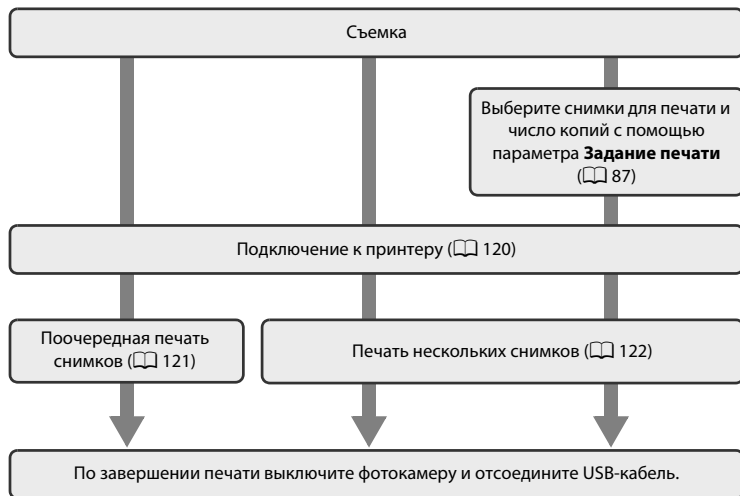 Съемка
Выберите снимки для печати и
число копий с помощью
параметра Задание печати
(87)
Подключение к принтеру (120)
Поочередная печать
снимков (121)
Печать нескольких снимков (122)
По завершении печати выключите фотокамеру и отсоедините USB-кабель.